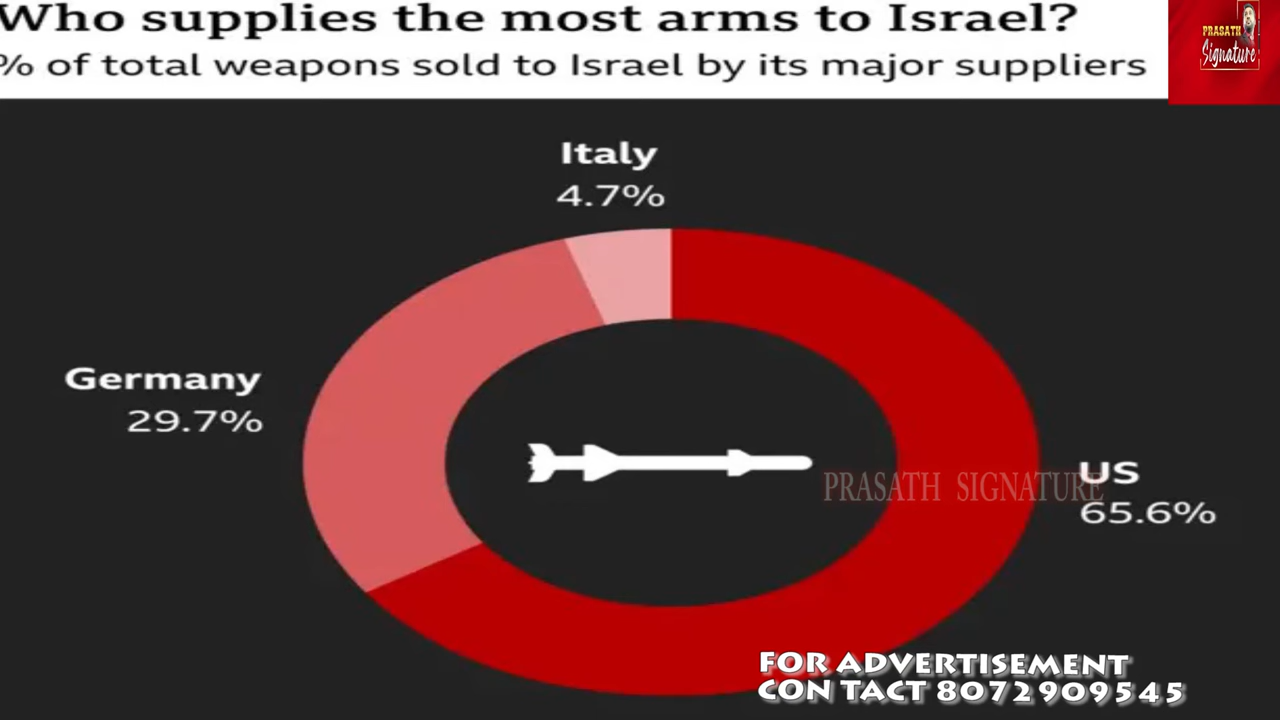 Who supplies the most arms to Israel?
% of total weapons sold to Israel by its major suppliers
PRASATH
Signature
Italy
4.7%
Germany
29.7%
US
65.6%
PRASATH SIGNATURE
FOR ADVERTISEMENT
CON TACT 8072909545